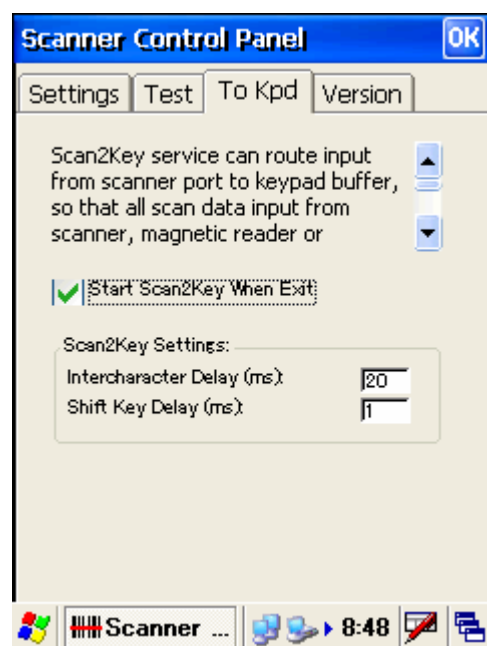 Scanner Control Panel OK
Settings Test To Kpd Version
Scan2Key service can route input
from scanner port to keypad buffer,
so that all scan data input from
scanner, magnetic reader or
Start Scan2Key When Exit
Scan2Key Settings:
Intercharacter Delay (ms): 20
Shift Key Delay (ms): 1
Scanner ... 8:48